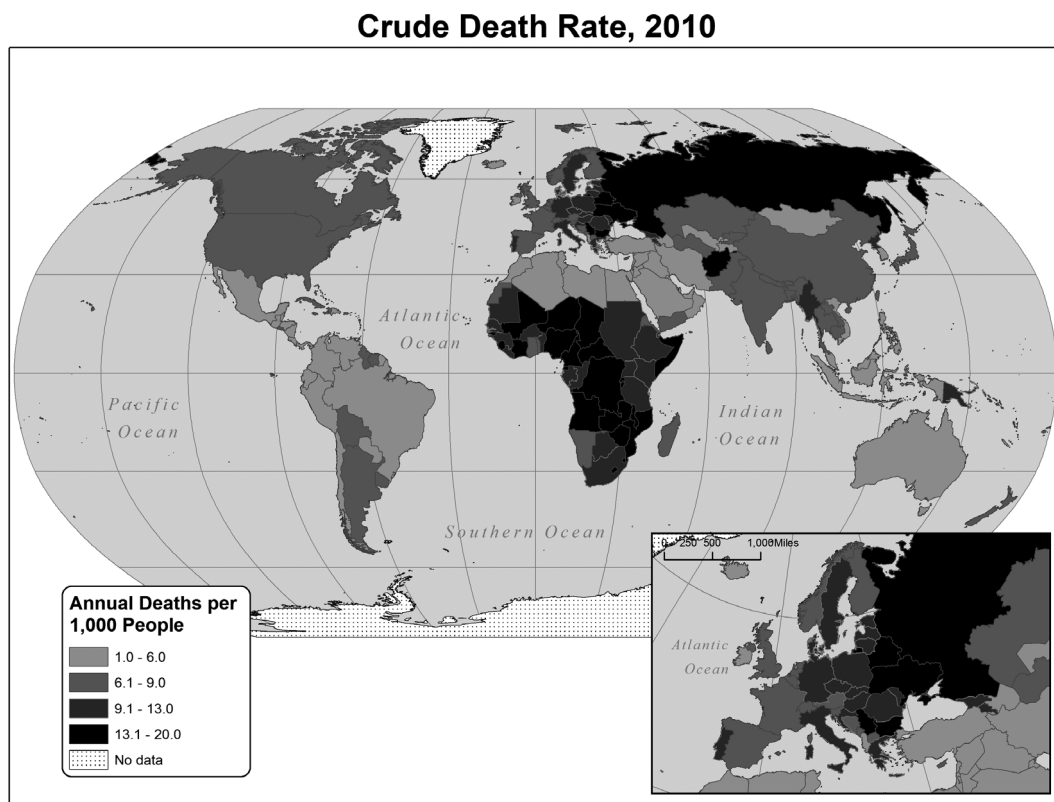 Crude Death Rate, 2010
Atlantic
Ocean
Pacific
Ocean
Indian
Ocean
Southern Ocean
Annual Deaths per
1,000 People
1.0 - 6.0
6.1 - 9.0
9.1 - 13.0
13.1 - 20.0
No data
0 250 500 1,000 Miles
Atlantic
Ocean